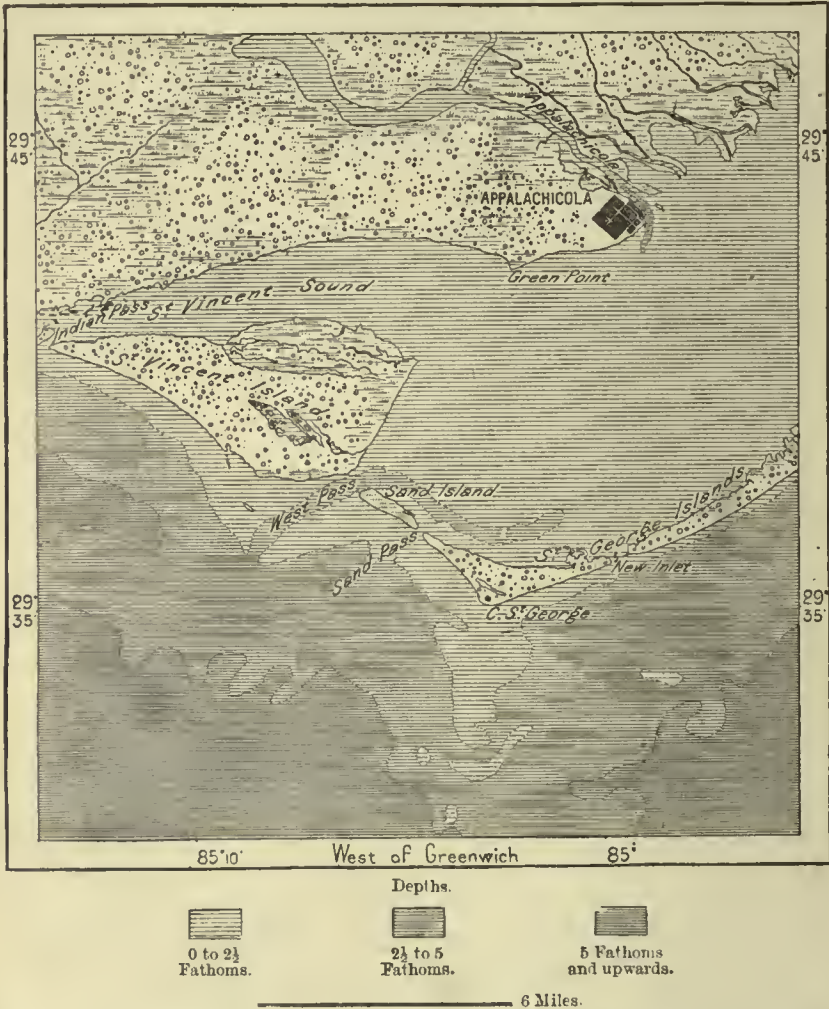 29°
45'
29°
45'
Appalachicola
APPALACHICOLA
Green Point
Indian Pass
St Vincent Sound
St Vincent Island
West Pass
Sand Island
Sand Pass
St George Islands
New Inlet
C. St George
29°
35'
29°
35'
85°10'
West of Greenwich
85°
Depths.
0 to 2½
Fathoms.
2½ to 5
Fathoms.
5 Fathoms
and upwards.
6 Miles.